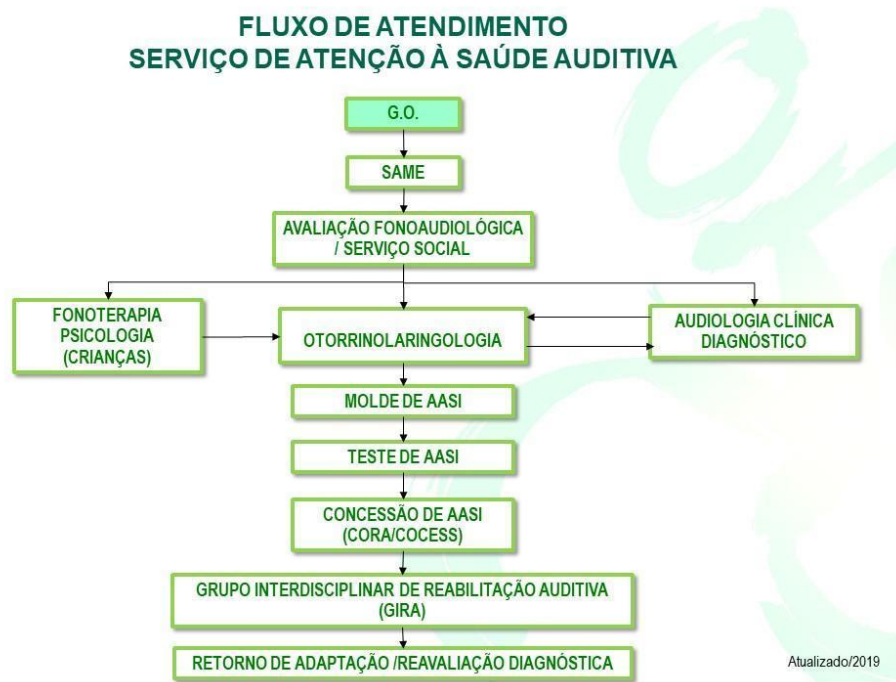 FLUXO DE ATENDIMENTO
SERVIÇO DE ATENÇÃO À SAÚDE AUDITIVA
G.O.
SAME
AVALIAÇÃO FONOAUDIOLÓGICA
/ SERVIÇO SOCIAL
FONOTERAPIA
PSICOLOGIA
(CRIANÇAS)
OTORRINOLARINGOLOGIA
AUDIOLOGIA CLÍNICA
DIAGNÓSTICO
MOLDE DE AASI
TESTE DE AASI
CONCESSÃO DE AASI
(CORA/COCESS)
GRUPO INTERDISCIPLINAR DE REABILITAÇÃO AUDITIVA
(GIRA)
RETORNO DE ADAPTAÇÃO /REAVALIAÇÃO DIAGNÓSTICA
Atualizado/2019